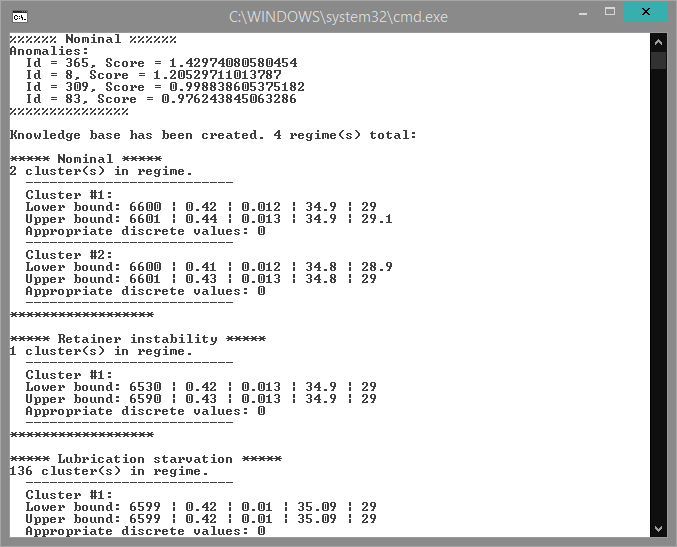 C:\WINDOWS\system32\cmd.exe
%%%%%% Nominal %%%%%%
Anomalies:
Id = 365, Score = 1.42974080580454
Id = 8, Score = 1.20529711013787
Id = 309, Score = 0.998838605375182
Id = 83, Score = 0.976243845063286
%%%%%%%%%%%%%%%
Knowledge base has been created. 4 regime(s) total:
***** Nominal *****
2 cluster(s) in regime.
--------------------------
Cluster #1:
Lower bound: 6600 ¦ 0.42 ¦ 0.012 ¦ 34.9 ¦ 29
Upper bound: 6601 ¦ 0.44 ¦ 0.013 ¦ 34.9 ¦ 29.1
Appropriate discrete values: 0
--------------------------
Cluster #2:
Lower bound: 6600 ¦ 0.41 ¦ 0.012 ¦ 34.8 ¦ 28.9
Upper bound: 6601 ¦ 0.43 ¦ 0.013 ¦ 34.8 ¦ 29
Appropriate discrete values: 0
--------------------------
******************
***** Retainer instability *****
1 cluster(s) in regime.
--------------------------
Cluster #1:
Lower bound: 6530 ¦ 0.42 ¦ 0.013 ¦ 34.9 ¦ 29
Upper bound: 6590 ¦ 0.43 ¦ 0.013 ¦ 34.9 ¦ 29
Appropriate discrete values: 0
--------------------------
******************
***** Lubrication starvation *****
136 cluster(s) in regime.
--------------------------
Cluster #1:
Lower bound: 6599 ¦ 0.42 ¦ 0.01 ¦ 35.09 ¦ 29
Upper bound: 6599 ¦ 0.42 ¦ 0.01 ¦ 35.09 ¦ 29
Appropriate discrete values: 0